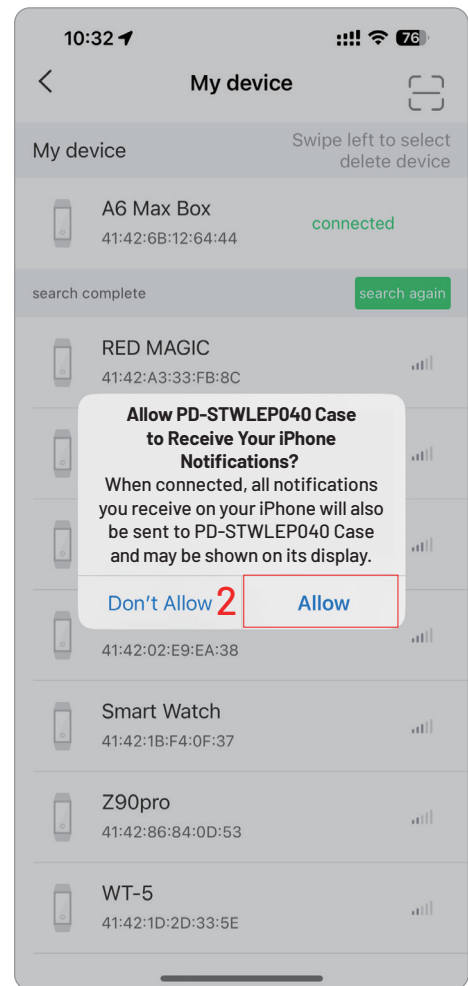 10:32
76
My device
My device
Swipe left to select
delete device
A6 Max Box
41:42:6B:12:64:44
connected
search complete
search again
RED MAGIC
41:42:A3:33:FB:8C
Allow PD-STWLEP040 Case
to Receive Your iPhone
Notifications?
When connected, all notifications
you receive on your iPhone will also
be sent to PD-STWLEP040 Case
and may be shown on its display.
Don't Allow 2 Allow
41:42:02:E9:EA:38
Smart Watch
41:42:1B:F4:0F:37
Z90pro
41:42:86:84:0D:53
WT-5
41:42:1D:2D:33:5E